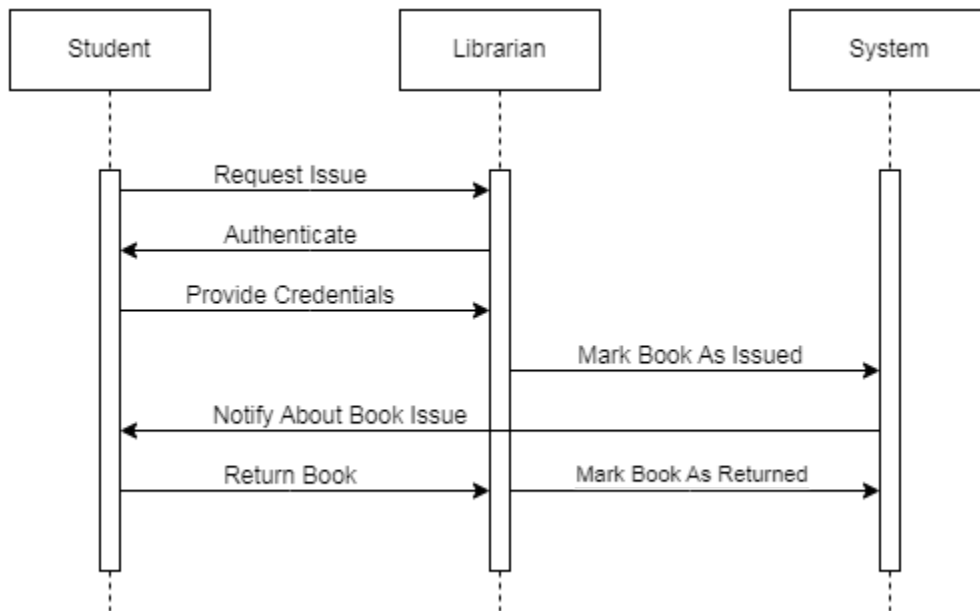 Student
Librarian
System
Request Issue
Authenticate
Provide Credentials
Mark Book As Issued
Notify About Book Issue
Return Book
Mark Book As Returned